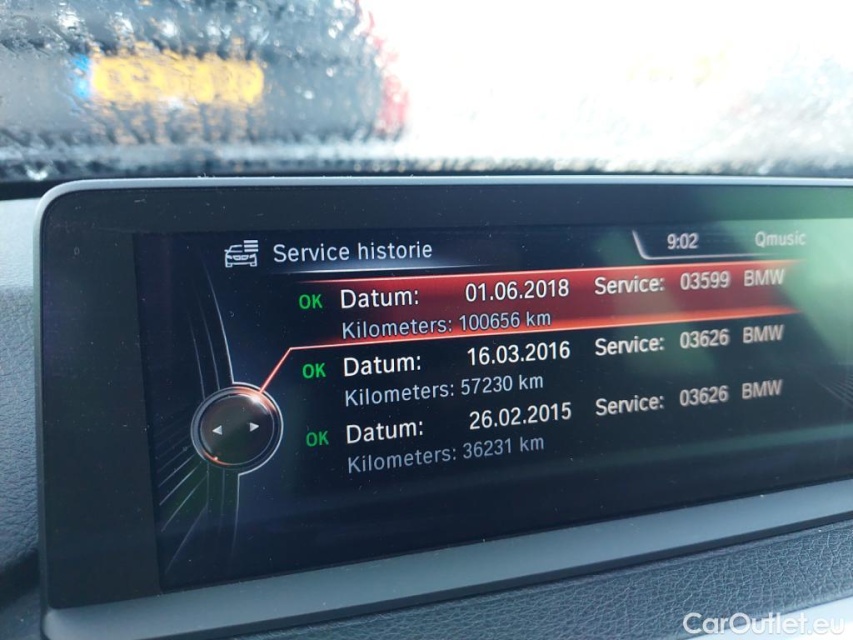 Service historie
9:02
Qmusic
OK Datum: 01.06.2018 Service: 03599 BMW
Kilometers: 100656 km
OK Datum: 16.03.2016 Service: 03626 BMW
Kilometers: 57230 km
OK Datum: 26.02.2015 Service: 03626 BMW
Kilometers: 36231 km
CarOutlet.eu